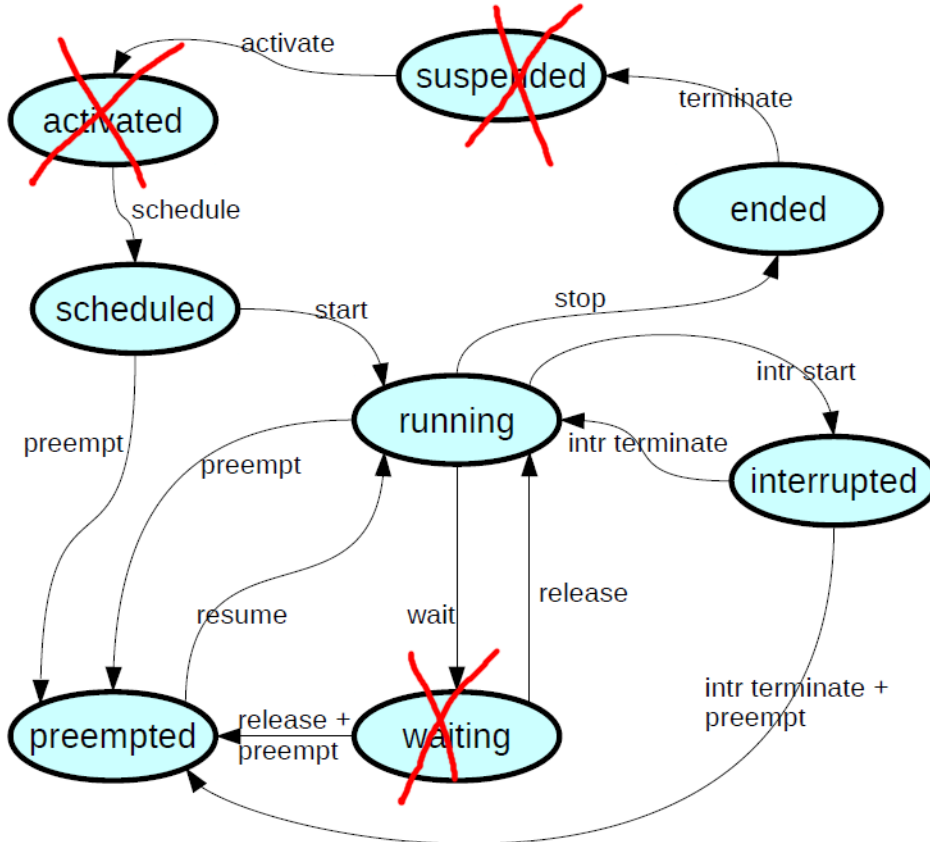 activate
suspended
activated
terminate
schedule
ended
scheduled
start
stop
running
intr start
preempt
preempt
intr terminate
interrupted
resume
wait
release
preempted
release +
preempt
waiting
intr terminate +
preempt